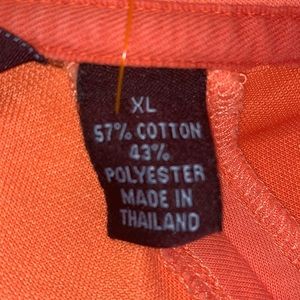 XL
57% COTTON
43%
POLYESTER
MADE IN
THAILAND